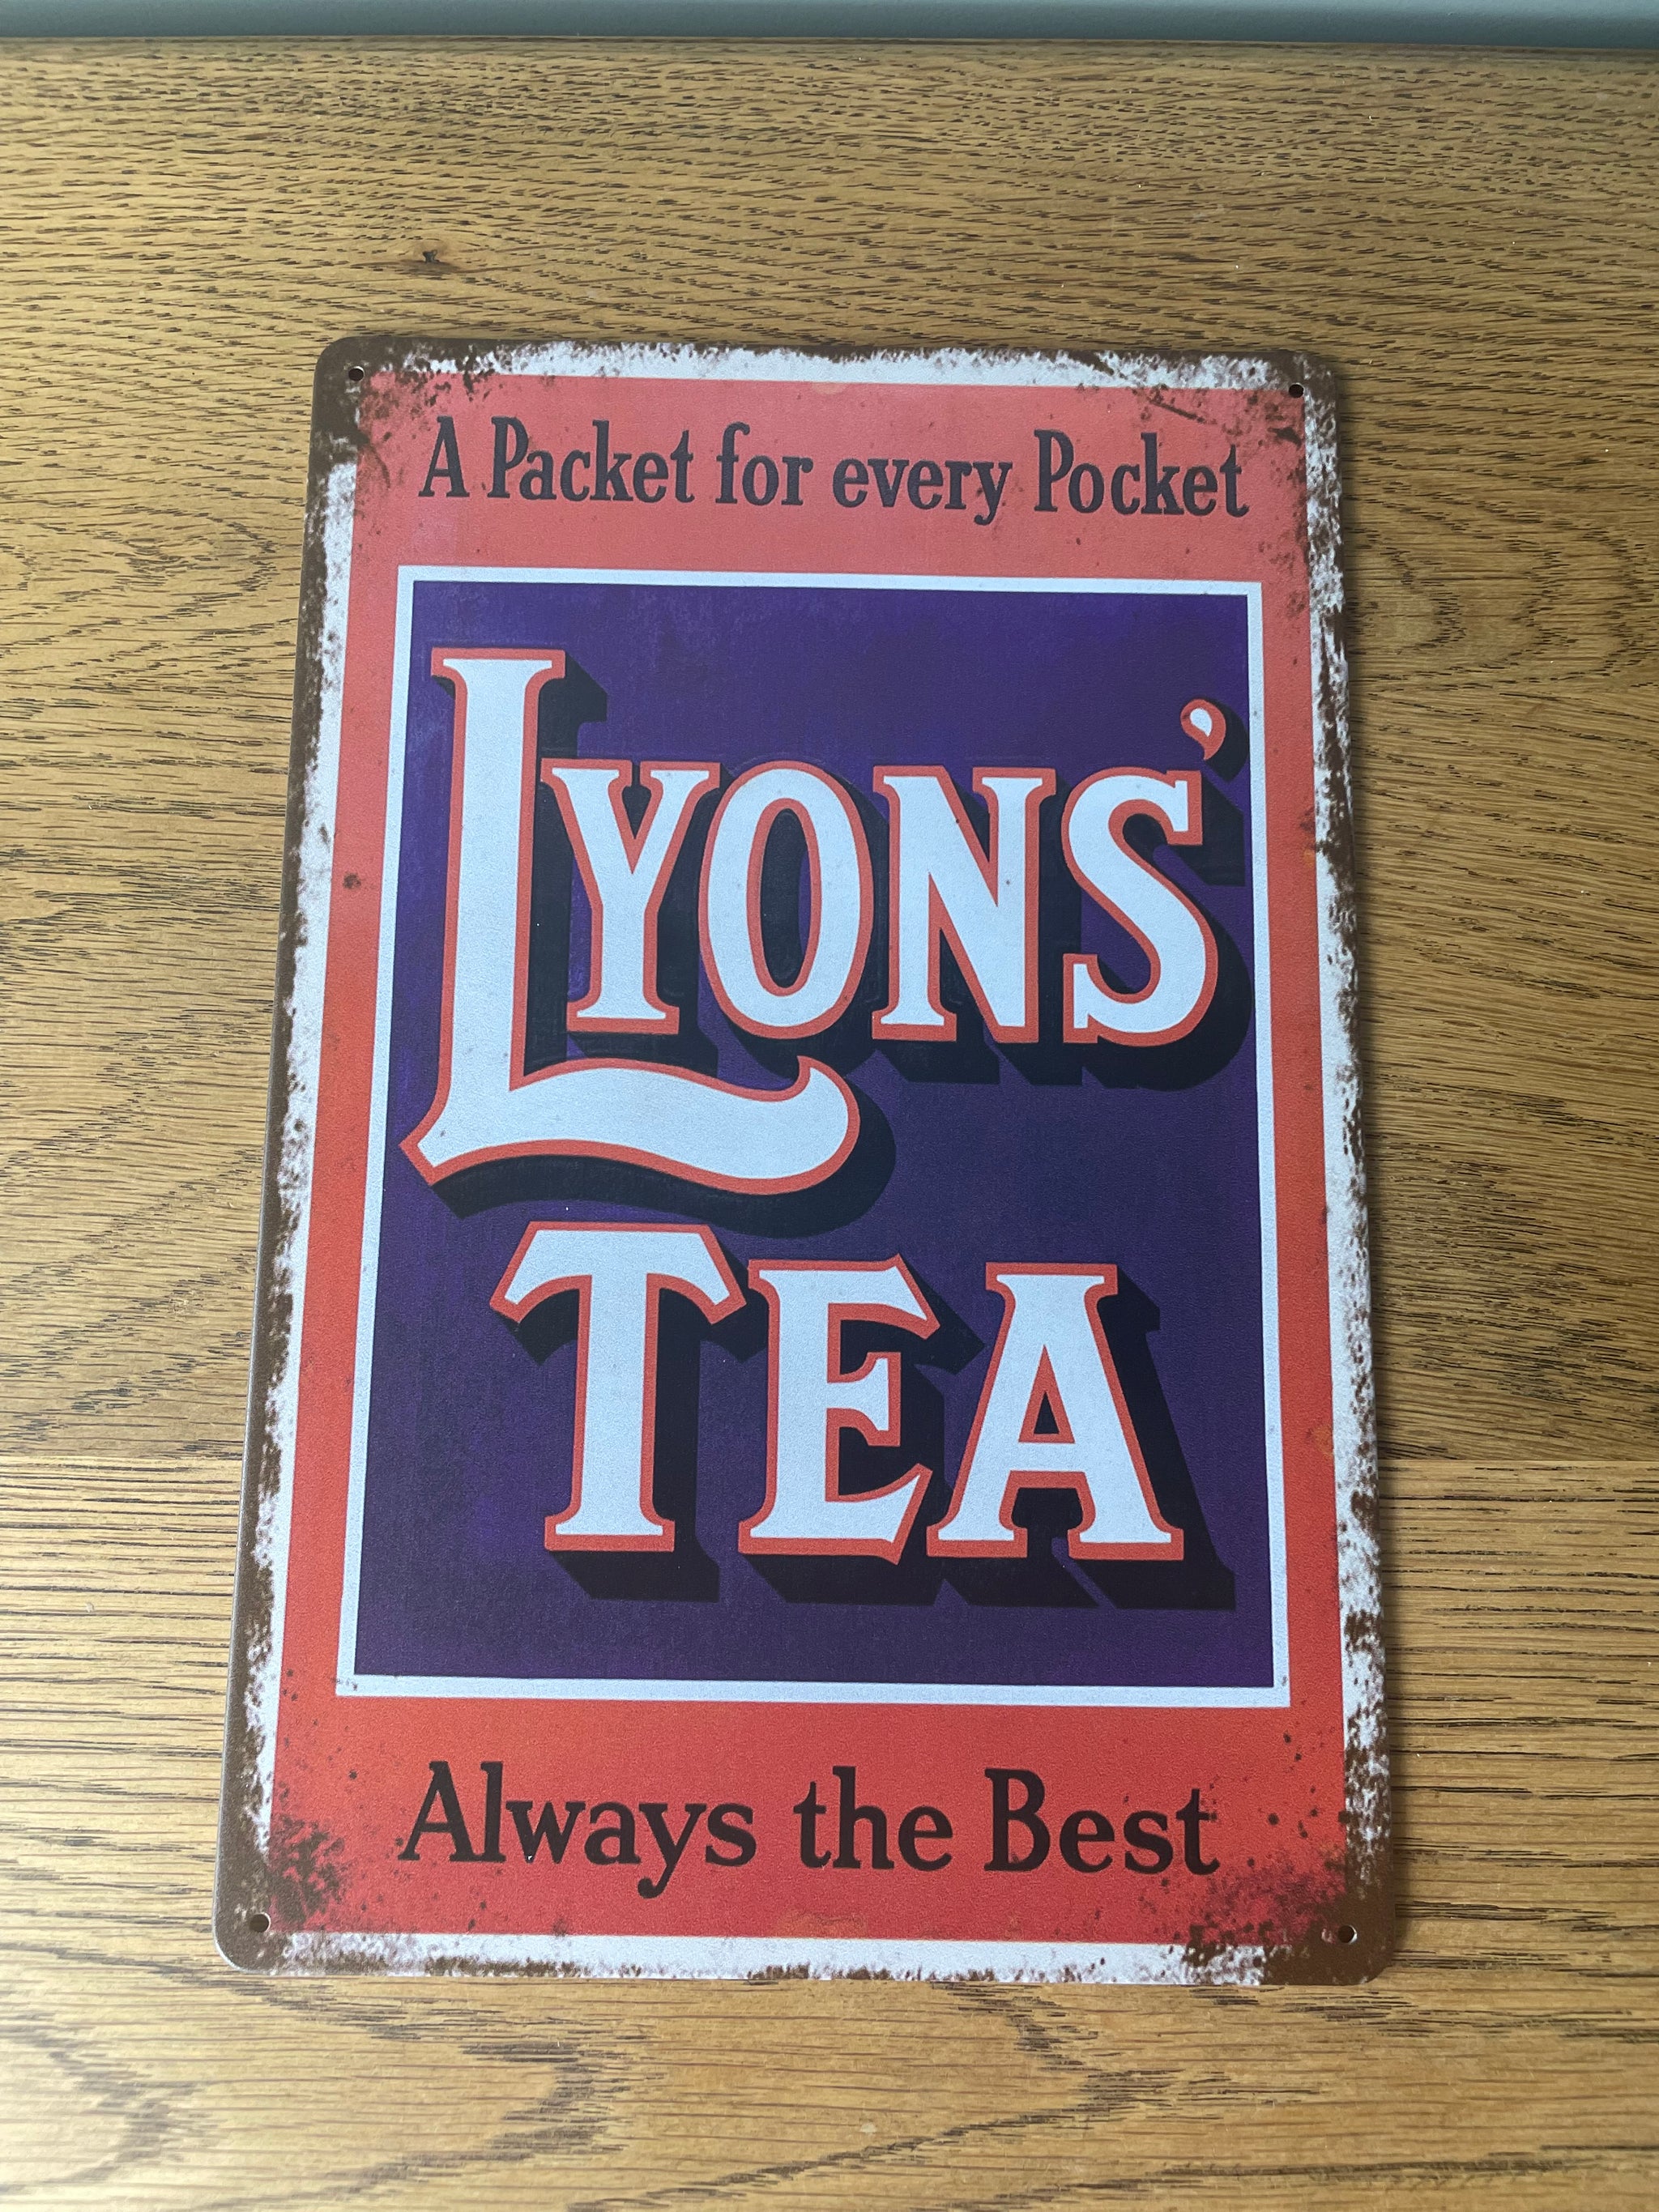 A Packet for every Pocket
LYONS'
TEA
Always the Best